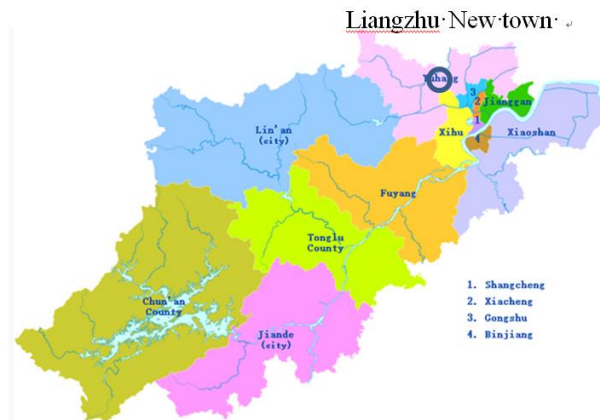 Liangzhu·New·town·
Yuhang
3
2
Jianggan
1
Lin'an
(city)
Xihu
4
Xiaoshan
Fuyang
Tonglu
County
1. Shangcheng
2. Xiacheng
3. Gongshu
4. Binjiang
Chun'an
County
Jiande
(city)